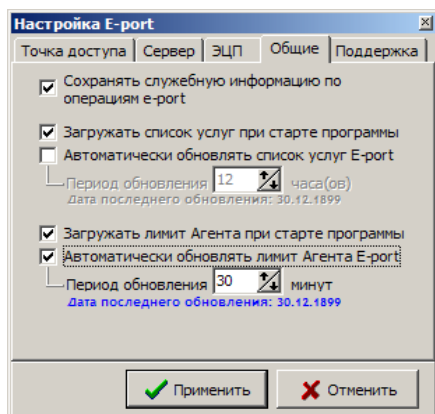 Настройка E-port
Точка доступа Сервер ЭЦП Общие Поддержка
Сохранять служебную информацию по
операциям e-port
Загружать список услуг при старте программы
Автоматически обновлять список услуг E-port
Период обновления 12 часа(ов)
Дата последнего обновления: 30.12.1899
Загружать лимит Агента при старте программы
Автоматически обновлять лимит Агента E-port
Период обновления 30 минут
Дата последнего обновления: 30.12.1899
Применить Отменить